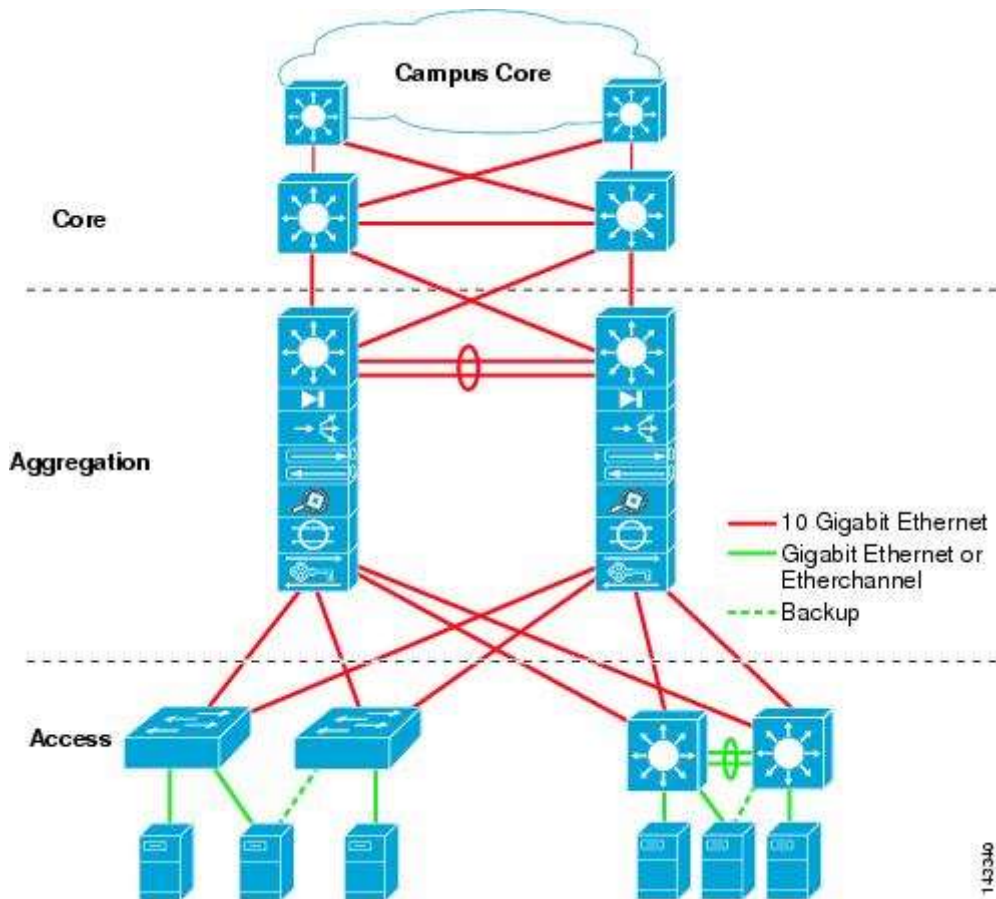 Campus Core
Core
Aggregation
10 Gigabit Ethernet
Gigabit Ethernet or
Etherchannel
Backup
Access
143340